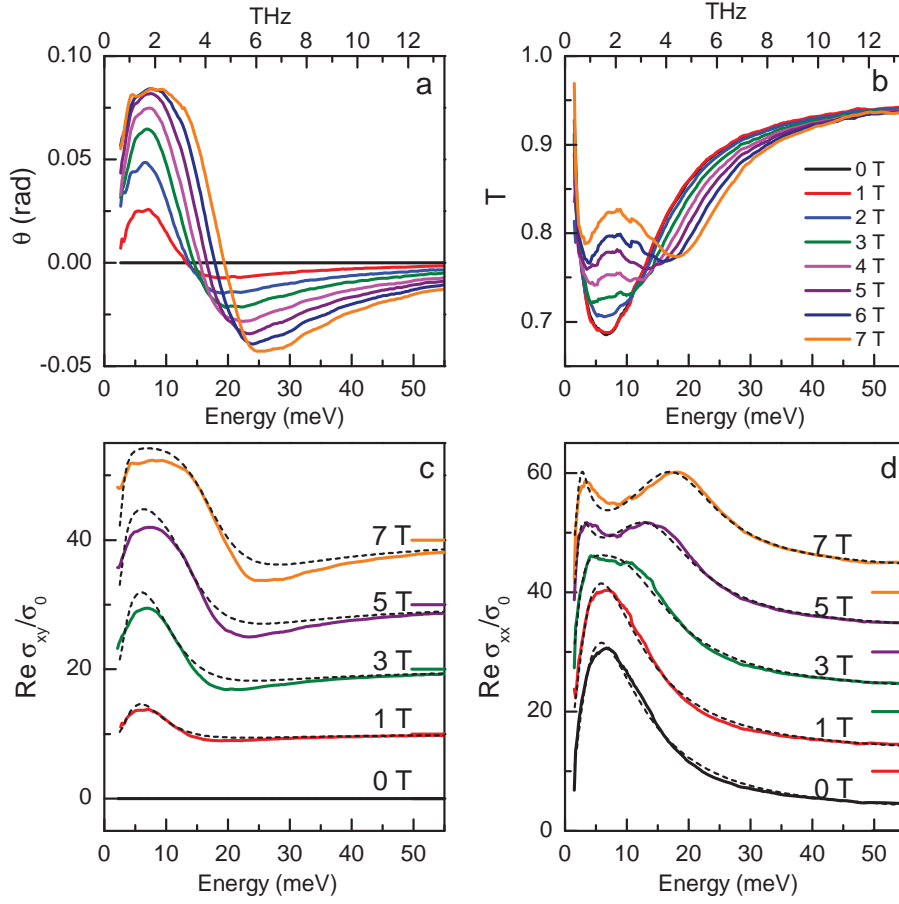 THz
THz
0 2 4 6 8 10 12
0 2 4 6 8 10 12
0.10
0.05
0.00
-0.05
θ (rad)
a
0 10 20 30 40 50
Energy (meV)
1.0
0.9
0.8
0.7
T
b
0 T
1 T
2 T
3 T
4 T
5 T
6 T
7 T
0 10 20 30 40 50
Energy (meV)
40
20
0
Re σxy/σ0
c
7 T
5 T
3 T
1 T
0 T
0 10 20 30 40 50
Energy (meV)
60
40
20
0
Re σxx/σ0
d
7 T
5 T
3 T
1 T
0 T
0 10 20 30 40 50
Energy (meV)